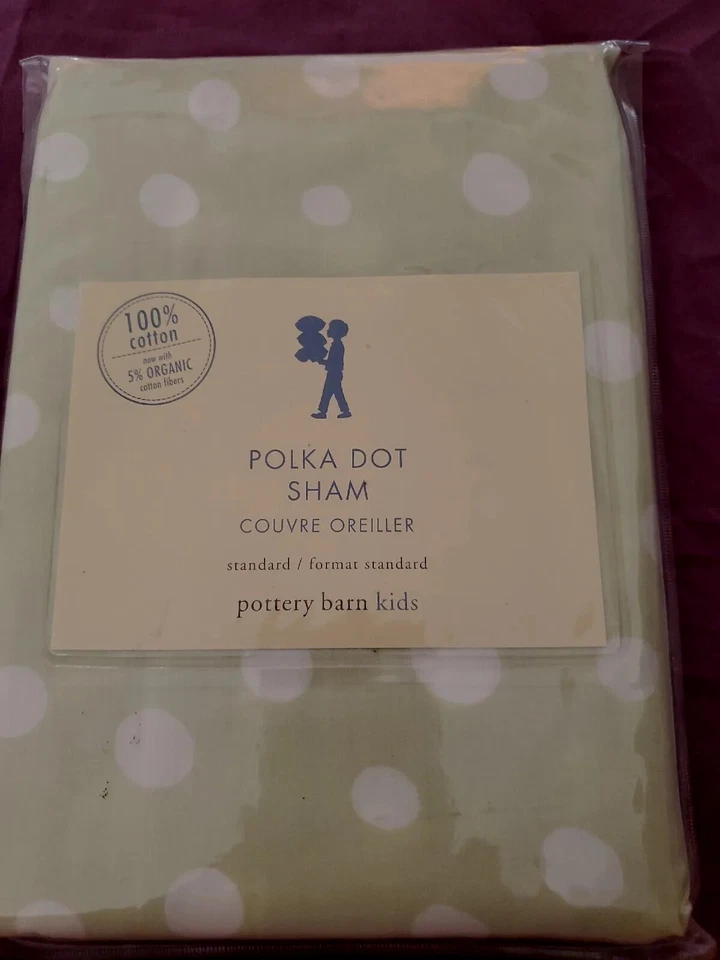 100%
cotton
now with
5% ORGANIC
cotton fibers
POLKA DOT
SHAM
COUVRE OREILLER
standard / format standard
pottery barn kids